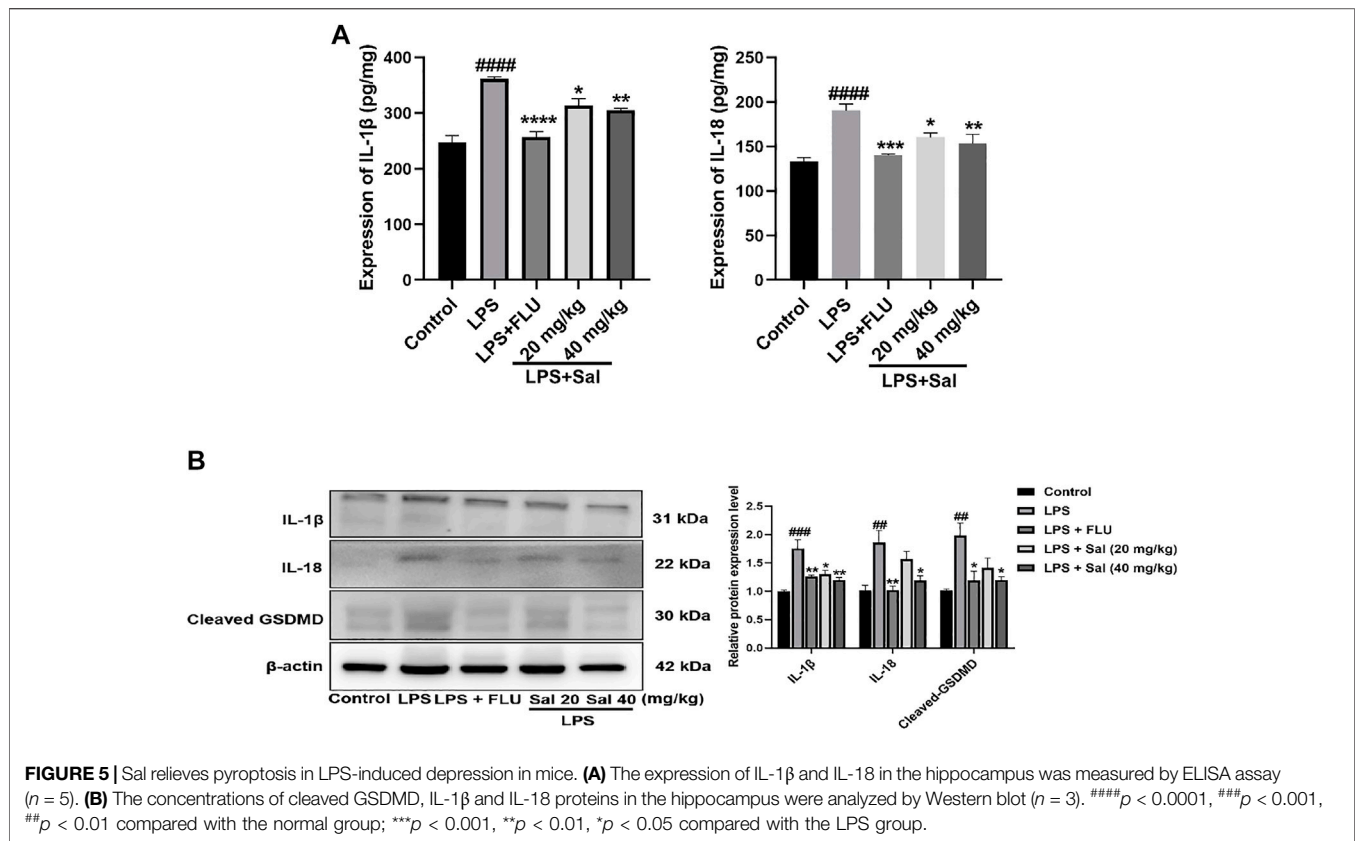 A
Expression of IL-1β (pg/mg)
400
300
200
100
0
####
****
*
**
Control
LPS
LPS+FLU
20 mg/kg
40 mg/kg
LPS+Sal
Expression of IL-18 (pg/mg)
250
200
150
100
50
0
####
***
*
**
Control
LPS
LPS+FLU
20 mg/kg
40 mg/kg
LPS+Sal
B
IL-1β 31 kDa
IL-18 22 kDa
Cleaved GSDMD 30 kDa
β-actin 42 kDa
Control LPS LPS + FLU Sal 20 Sal 40 (mg/kg)
LPS
Relative protein expression level
2.5
2.0
1.5
1.0
0.5
0.0
###
** * **
##
** *
##
* *
IL-1β
IL-18
Cleaved-GSDMD
Control
LPS
LPS + FLU
LPS + Sal (20 mg/kg)
LPS + Sal (40 mg/kg)
FIGURE 5 | Sal relieves pyroptosis in LPS-induced depression in mice. (A) The expression of IL-1β and IL-18 in the hippocampus was measured by ELISA assay
(n = 5). (B) The concentrations of cleaved GSDMD, IL-1β and IL-18 proteins in the hippocampus were analyzed by Western blot (n = 3). ####p < 0.0001, ###p < 0.001,
##p < 0.01 compared with the normal group; ***p < 0.001, **p < 0.01, *p < 0.05 compared with the LPS group.